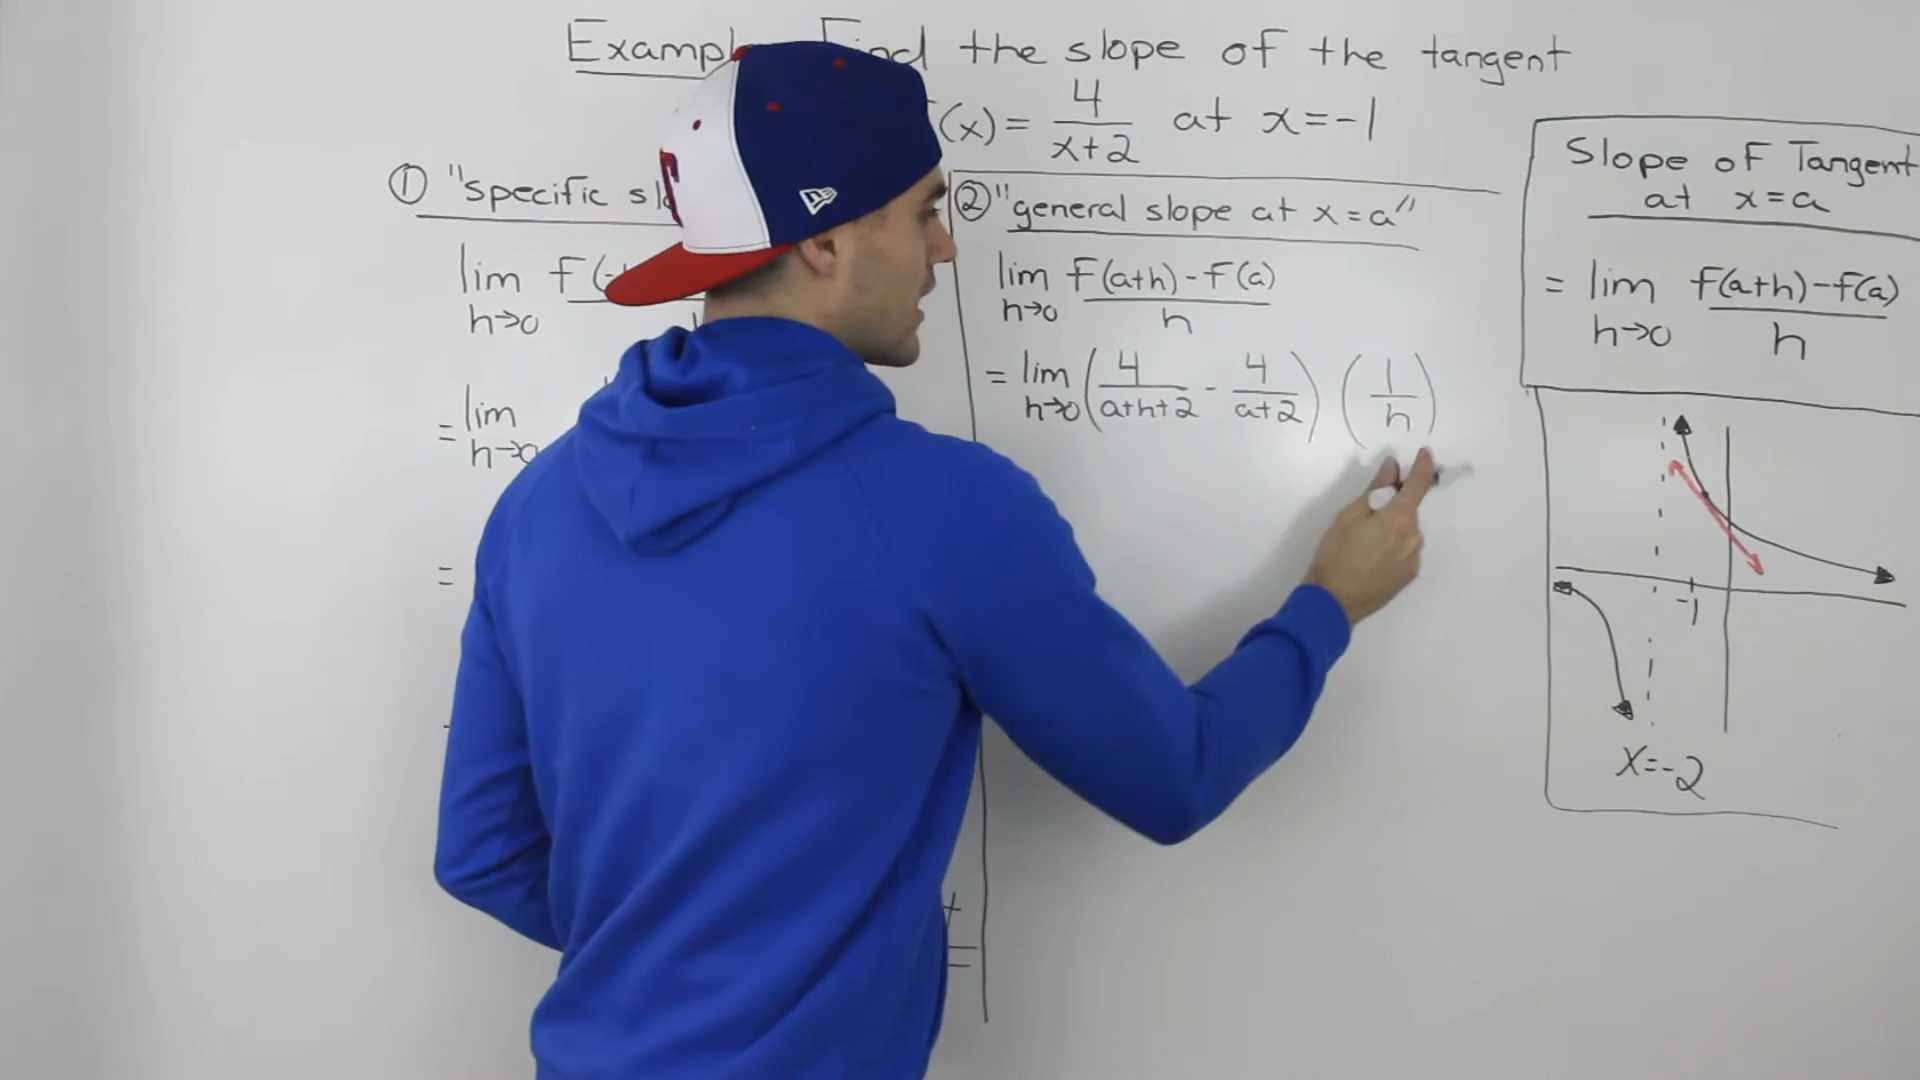 Example Find the slope of the tangent
(x) = 4/(x+2) at x=-1
① "specific
lim f(
h→0
= lim
h→0
=
② "general slope at x=a"
lim f(a+h)-f(a)
h→0 h
= lim (4/(a+h+2) - 4/(a+2)) (1/h)
h→0
Slope of Tangent
at x=a
= lim f(a+h)-f(a)
h→0 h
-1
x=-2